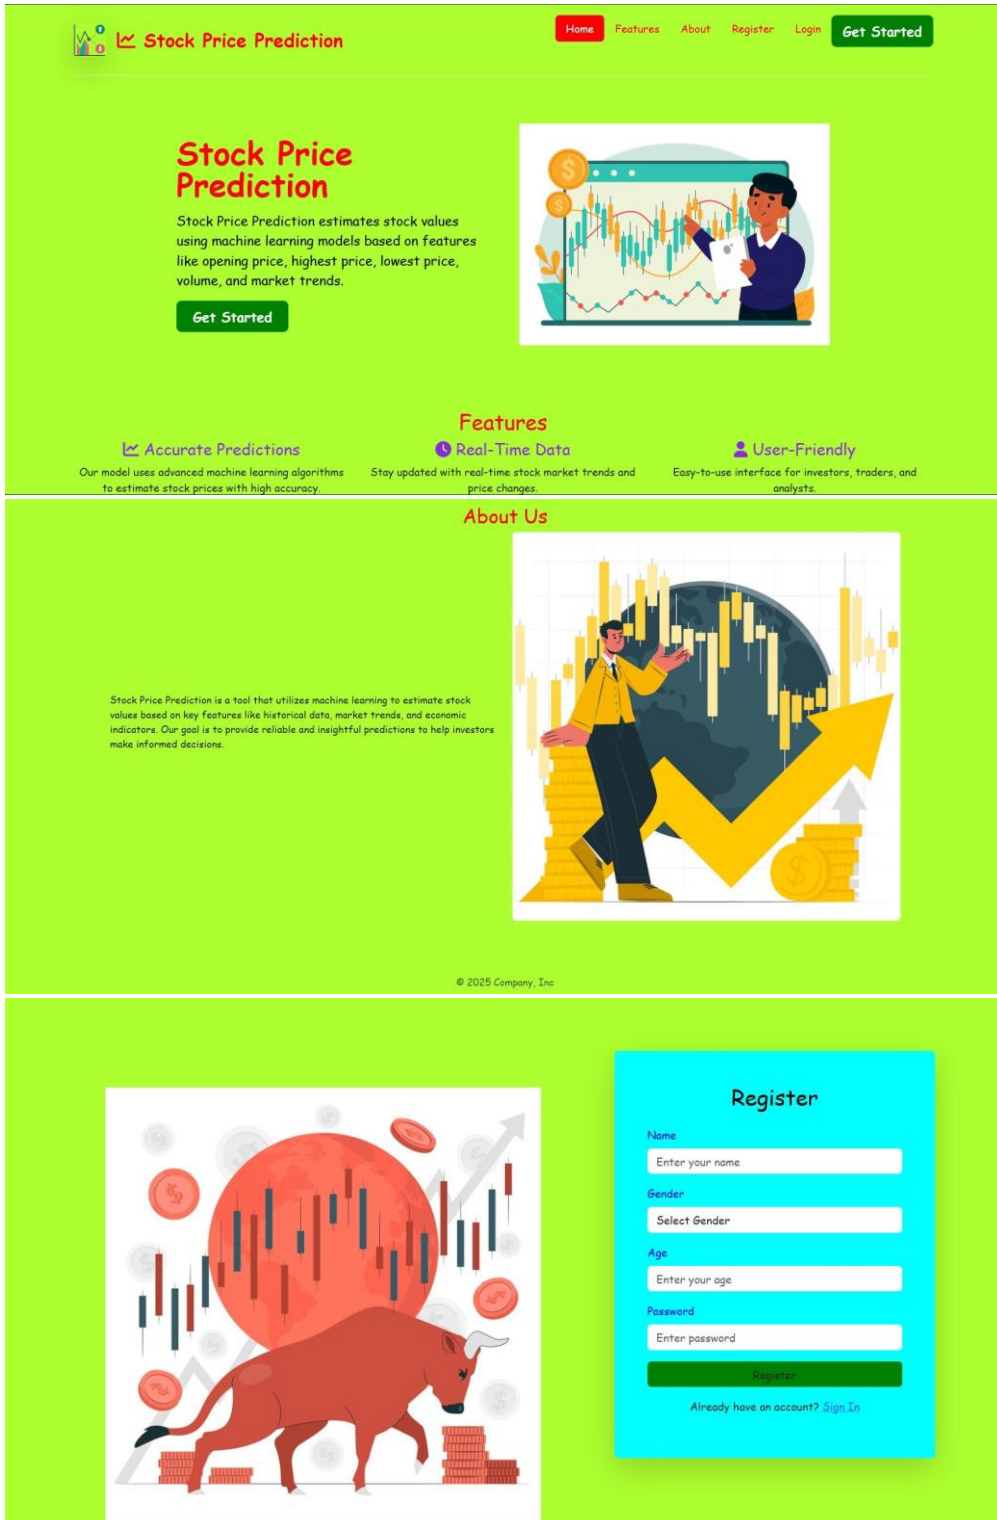 Stock Price Prediction
Home Features About Register Login Get Started
Stock Price
Prediction
Stock Price Prediction estimates stock values
using machine learning models based on features
like opening price, highest price, lowest price,
volume, and market trends.
Get Started
Features
Accurate Predictions
Our model uses advanced machine learning algorithms
to estimate stock prices with high accuracy.
Real-Time Data
Stay updated with real-time stock market trends and
price changes.
User-Friendly
Easy-to-use interface for investors, traders, and
analysts.
About Us
Stock Price Prediction is a tool that utilizes machine learning to estimate stock
values based on key features like historical data, market trends, and economic
indicators. Our goal is to provide reliable and insightful predictions to help investors
make informed decisions.
© 2025 Company, Inc
Register
Name
Enter your name
Gender
Select Gender
Age
Enter your age
Password
Enter password
Register
Already have an account? Sign In